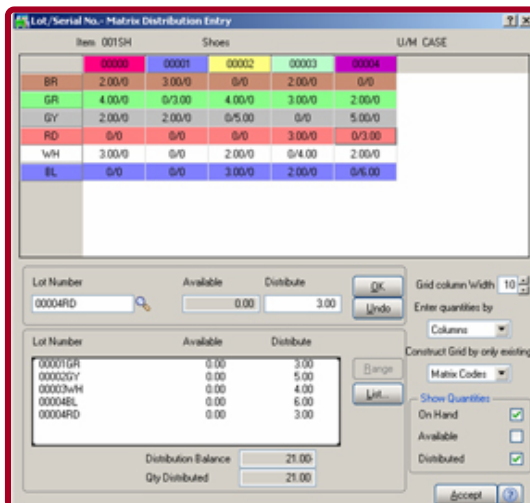 Lot/Serial No.- Matrix Distribution Entry
Item 001SH Shoes U/M CASE
00000 00001 00002 00003 00004
BR 2.00/0 3.00/0 0/0 2.00/0 0/0
GR 4.00/0 0/3.00 4.00/0 3.00/0 2.00/0
GY 2.00/0 2.00/0 0/5.00 0/0 5.00/0
RD 0/0 0/0 0/0 3.00/0 0/3.00
WH 3.00/0 0/0 2.00/0 0/4.00 2.00/0
BL 0/0 0/0 3.00/0 2.00/0 0/6.00
Lot Number Available Distribute
00004RD 0.00 3.00
OK
Undo
Grid column Width 10
Enter quantities by
Columns
Construct Grid by only existing
Matrix Codes
Show Quantities
On Hand
Available
Distributed
Lot Number Available Distribute
00001GR 0.00 3.00
00002GY 0.00 5.00
00003WH 0.00 4.00
00004BL 0.00 6.00
00004RD 0.00 3.00
Range
List...
Distribution Balance 21.00-
Qty Distributed 21.00
Accept